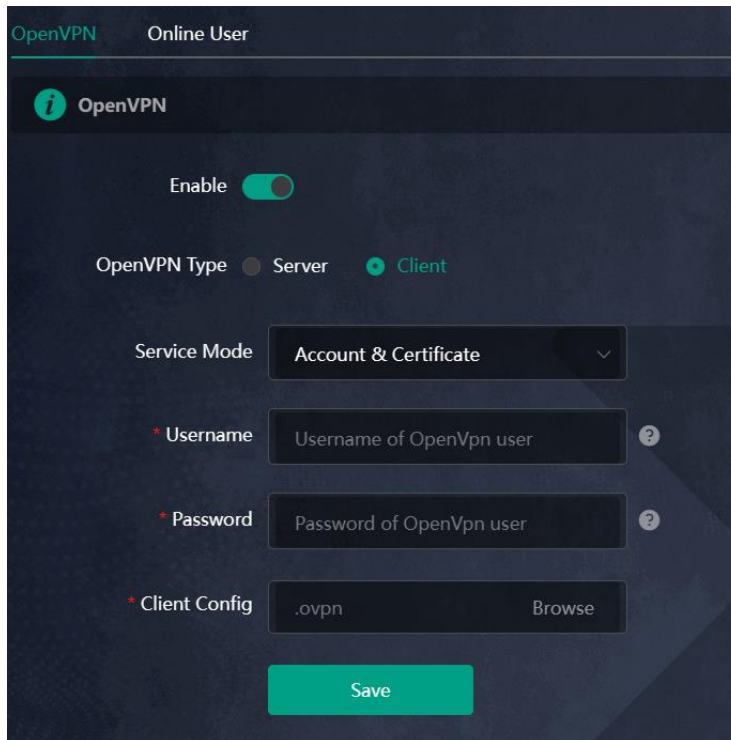 OpenVPN Online User
i OpenVPN
Enable
OpenVPN Type Server Client
Service Mode Account & Certificate
* Username Username of OpenVpn user ?
* Password Password of OpenVpn user ?
* Client Config .ovpn Browse
Save